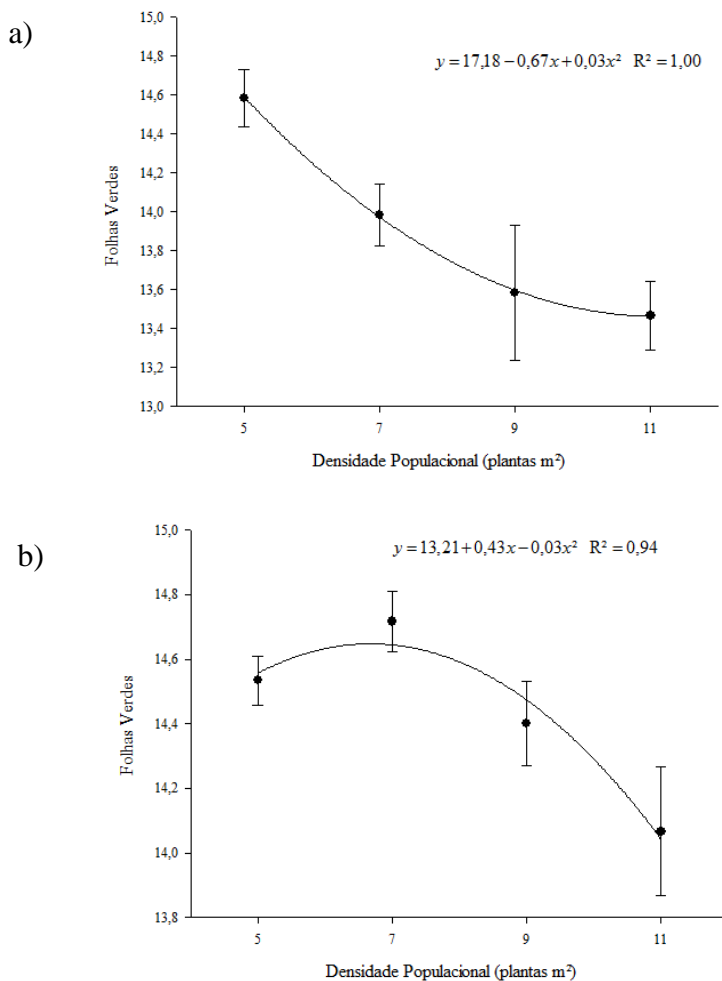 a)
y = 17,18 − 0,67x + 0,03x² R² = 1,00
15,0
14,8
14,6
14,4
14,2
14,0
13,8
13,6
13,4
13,2
13,0
Folhas Verdes
5 7 9 11
Densidade Populacional (plantas m²)
b)
y = 13,21 + 0,43x − 0,03x² R² = 0,94
15,0
14,8
14,6
14,4
14,2
14,0
13,8
Folhas Verdes
5 7 9 11
Densidade Populacional (plantas m²)